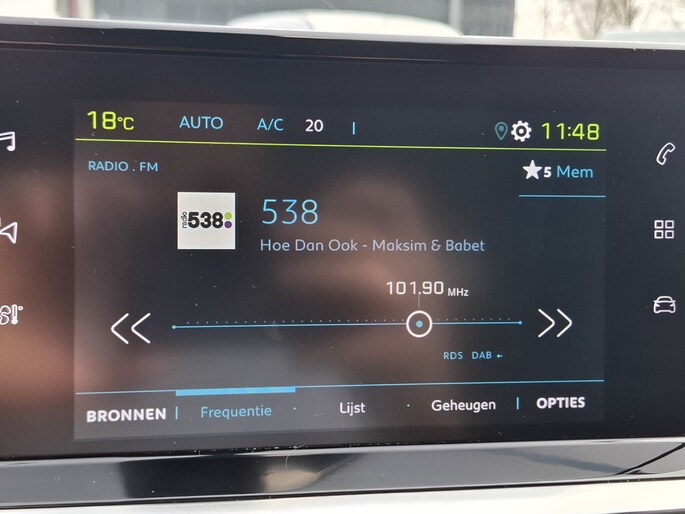 18°C AUTO A/C 20 11:48
RADIO . FM
5 Mem
radio 538
538
Hoe Dan Ook - Maksim & Babet
101.90 MHz
RDS DAB
BRONNEN Frequentie Lijst Geheugen OPTIES